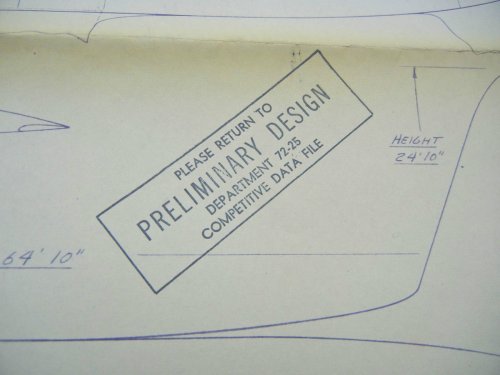 PLEASE RETURN TO
PRELIMINARY DESIGN
DEPARTMENT 72-25
COMPETITIVE DATA FILE
HEIGHT
24'10"
64' 10"